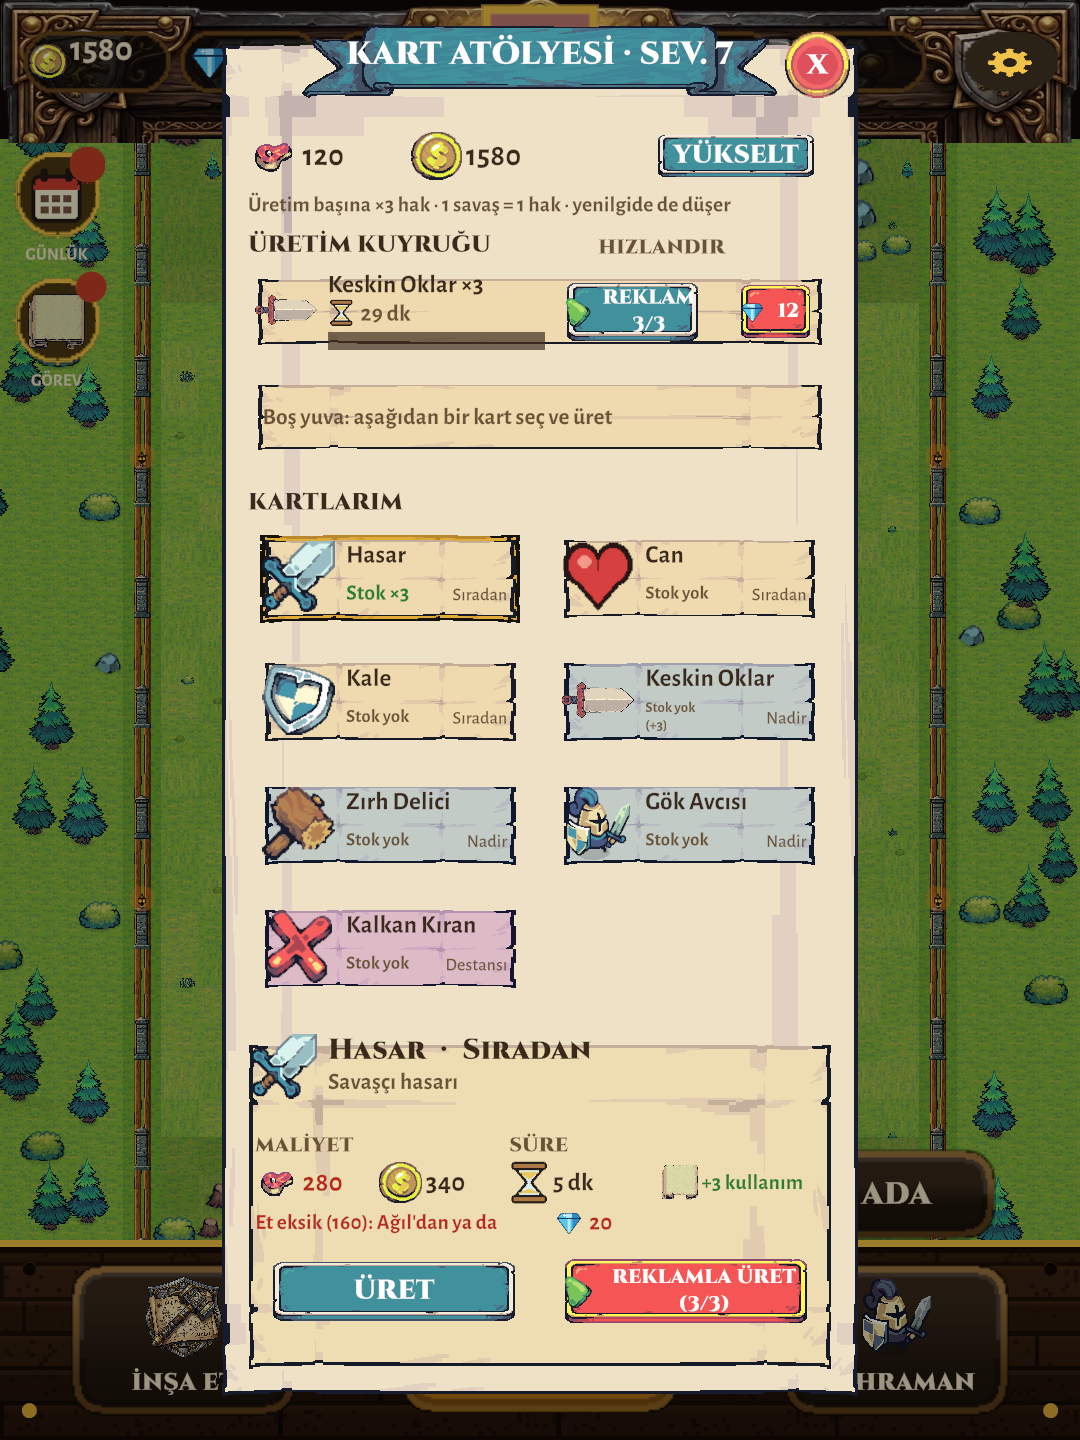 1580
KART ATÖLYESİ · SEV. 7
X
120
1580
YÜKSELT
Üretim başına ×3 hak · 1 savaş = 1 hak · yenilgide de düşer
GÜNLÜK
ÜRETİM KUYRUĞU
HIZLANDIR
Keskin Oklar ×3
29 dk
REKLAM
3/3
12
GÖREV
Boş yuva: aşağıdan bir kart seç ve üret
KARTLARIM
Hasar
Stok ×3
Sıradan
Can
Stok yok
Sıradan
Kale
Stok yok
Sıradan
Keskin Oklar
Stok yok
(+3)
Nadir
Zırh Delici
Stok yok
Nadir
Gök Avcısı
Stok yok
Nadir
Kalkan Kıran
Stok yok
Destansı
HASAR · SIRADAN
Savaşçı hasarı
MALİYET
SÜRE
280
340
5 dk
+3 kullanım
Et eksik (160): Ağıl'dan ya da
20
ADA
ÜRET
REKLAMLA ÜRET
(3/3)
İNŞA E
HRAMAN